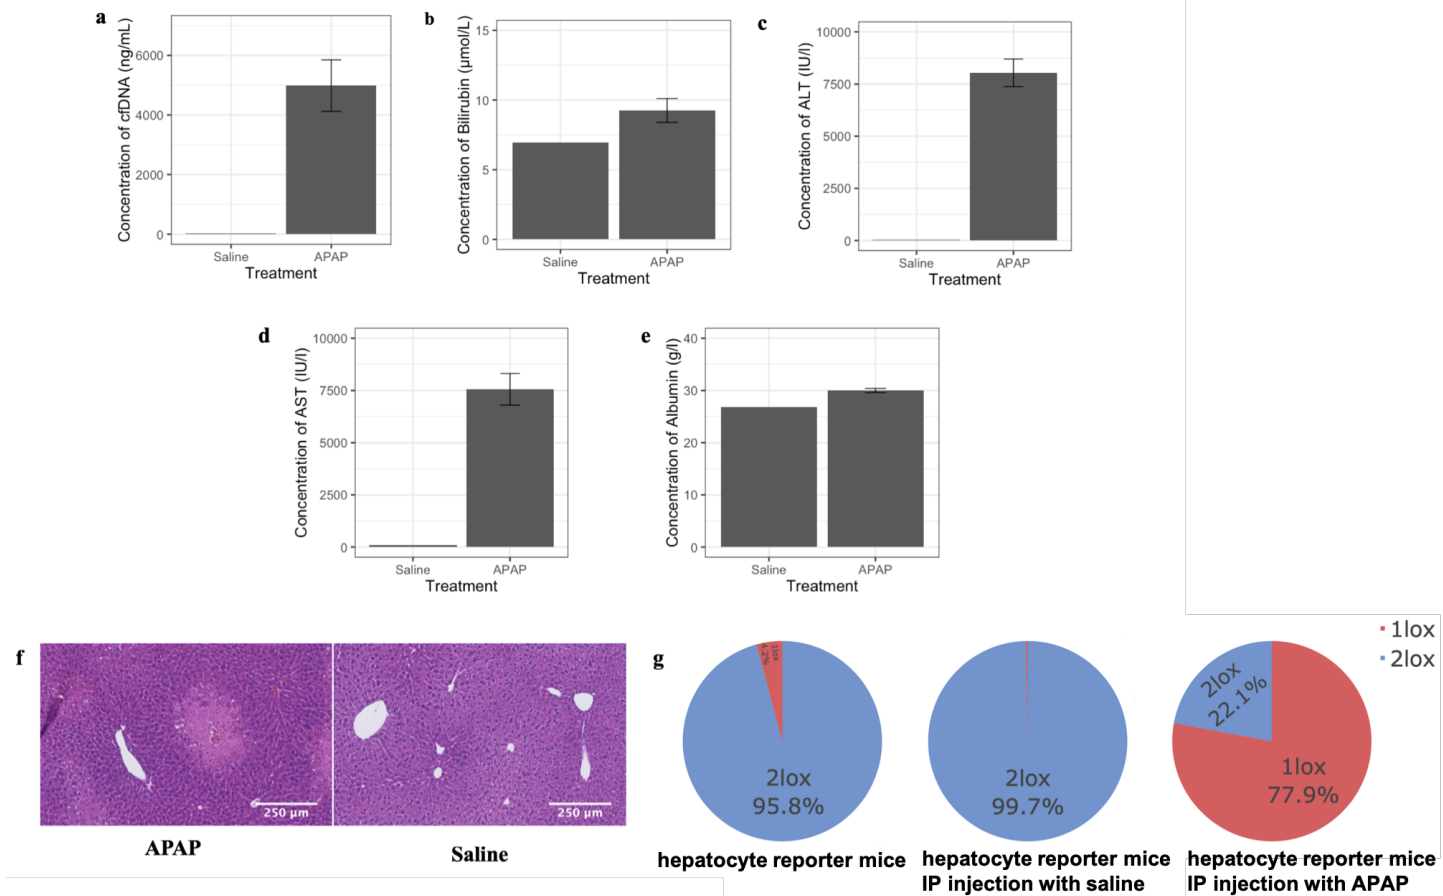 a
Concentration of cfDNA (ng/mL)
6000
4000
2000
0
Saline APAP
Treatment
b
Concentration of Bilirubin (µmol/L)
15
10
5
0
Saline APAP
Treatment
c
Concentration of ALT (IU/l)
10000
7500
5000
2500
0
Saline APAP
Treatment
d
Concentration of AST (IU/l)
10000
7500
5000
2500
0
Saline APAP
Treatment
e
Concentration of Albumin (g/l)
40
30
20
10
0
Saline APAP
Treatment
f
250 µm
APAP
250 µm
Saline
g
1lox
4.2%
2lox
95.8%
hepatocyte reporter mice
2lox
99.7%
hepatocyte reporter mice
IP injection with saline
1lox
2lox
2lox
22.1%
1lox
77.9%
hepatocyte reporter mice
IP injection with APAP